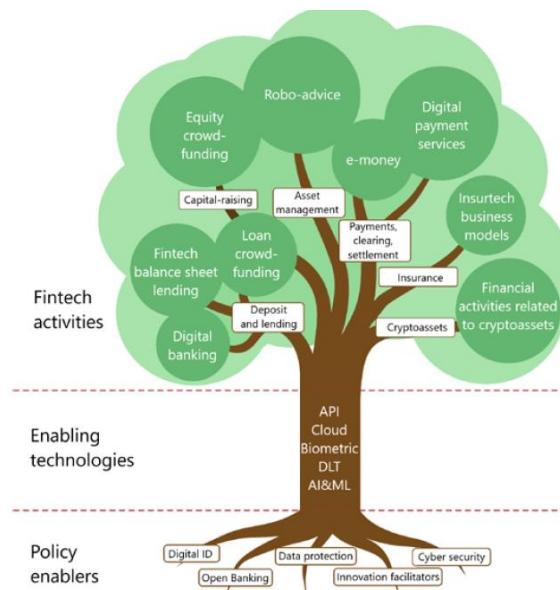 Robo-advice
Equity
crowd-
funding
Digital
payment
services
e-money
Capital-raising
Asset
management
Payments,
clearing,
settlement
Insurtech
business
models
Loan
crowd-
funding
Fintech
balance sheet
lending
Insurance
Fintech
activities
Deposit
and lending
Cryptoassets
Financial
activities related
to cryptoassets
Digital
banking
Enabling
technologies
API
Cloud
Biometric
DLT
AI&ML
Policy
enablers
Digital ID
Data protection
Cyber security
Open Banking
Innovation facilitators